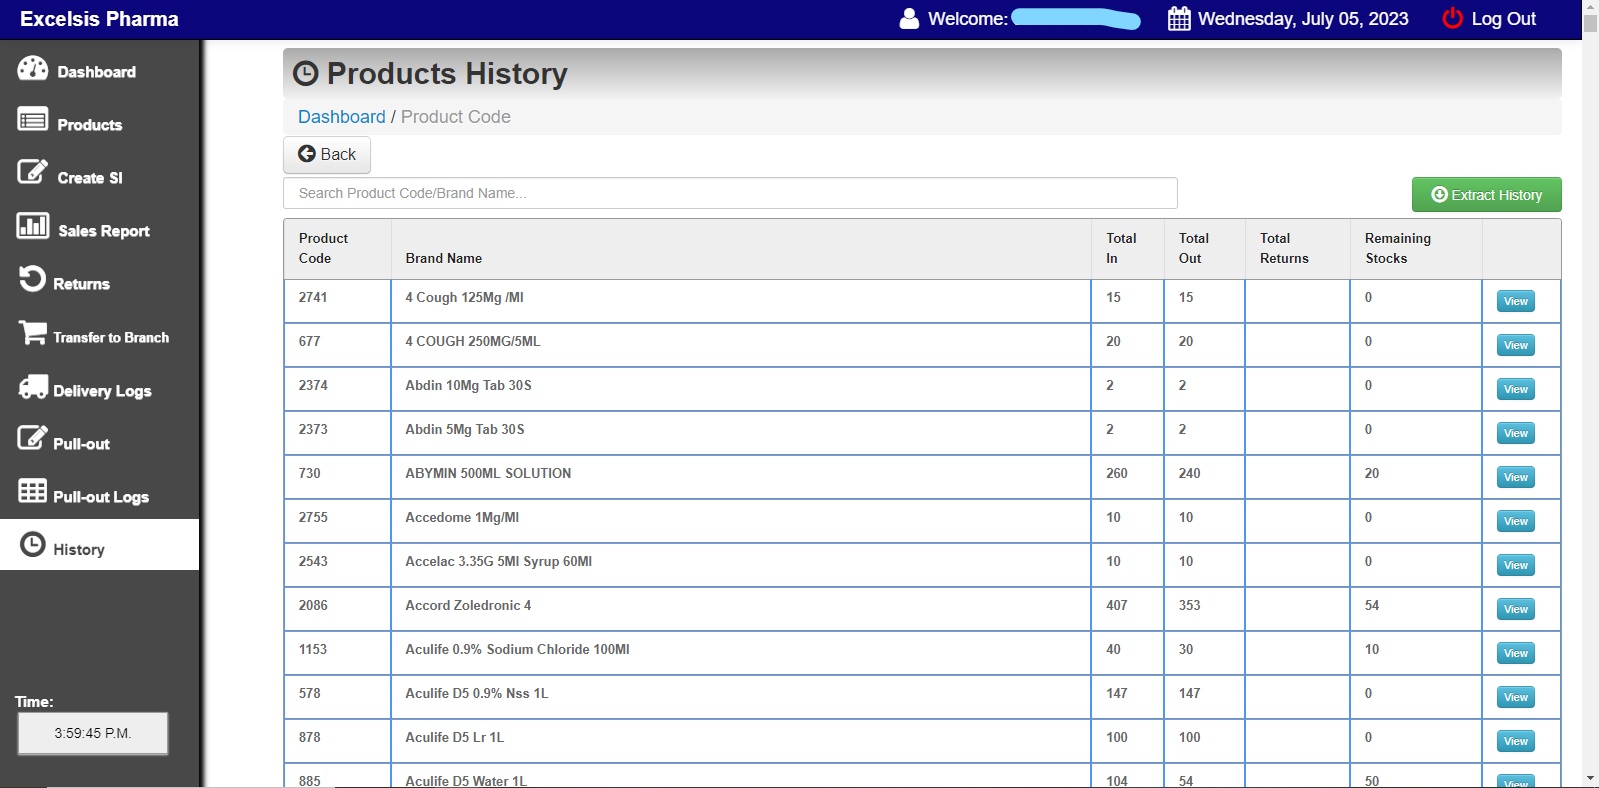 Excelsis Pharma
Welcome:
Wednesday, July 05, 2023
Log Out
Dashboard
Products
Create SI
Sales Report
Returns
Transfer to Branch
Delivery Logs
Pull-out
Pull-out Logs
History
Time:
3:59:45 P.M.
Products History
Dashboard / Product Code
Back
Search Product Code/Brand Name...
Extract History
Product Code Brand Name Total In Total Out Total Returns Remaining Stocks
2741 4 Cough 125Mg /Ml 15 15 0 View
677 4 COUGH 250MG/5ML 20 20 0 View
2374 Abdin 10Mg Tab 30S 2 2 0 View
2373 Abdin 5Mg Tab 30S 2 2 0 View
730 ABYMIN 500ML SOLUTION 260 240 20 View
2755 Accedome 1Mg/Ml 10 10 0 View
2543 Accelac 3.35G 5Ml Syrup 60Ml 10 10 0 View
2086 Accord Zoledronic 4 407 353 54 View
1153 Aculife 0.9% Sodium Chloride 100Ml 40 30 10 View
578 Aculife D5 0.9% Nss 1L 147 147 0 View
878 Aculife D5 Lr 1L 100 100 0 View
885 Aculife D5 Water 1L 104 54 50 View